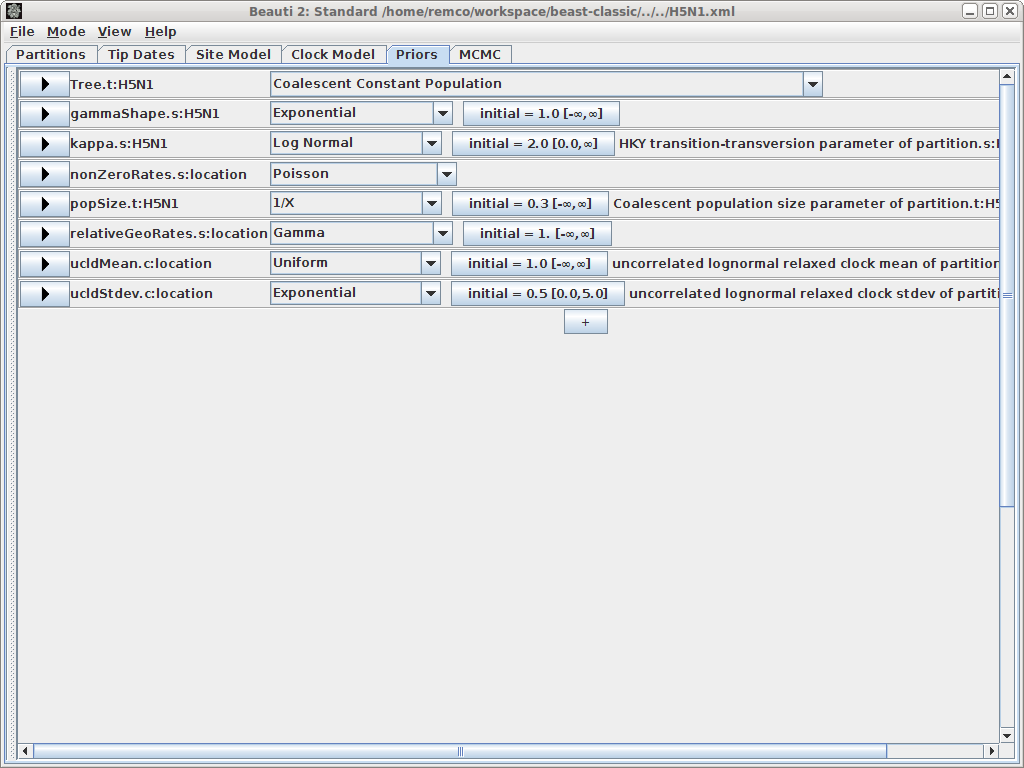 Beauti 2: Standard /home/remco/workspace/beast-classic/../../H5N1.xml
File Mode View Help
Partitions Tip Dates Site Model Clock Model Priors MCMC
Tree.t:H5N1 Coalescent Constant Population
gammaShape.s:H5N1 Exponential initial = 1.0 [-∞,∞]
kappa.s:H5N1 Log Normal initial = 2.0 [0.0,∞] HKY transition-transversion parameter of partition.s:
nonZeroRates.s:location Poisson
popSize.t:H5N1 1/X initial = 0.3 [-∞,∞] Coalescent population size parameter of partition.t:H5
relativeGeoRates.s:location Gamma initial = 1. [-∞,∞]
ucldMean.c:location Uniform initial = 1.0 [-∞,∞] uncorrelated lognormal relaxed clock mean of partition
ucldStdev.c:location Exponential initial = 0.5 [0.0,5.0] uncorrelated lognormal relaxed clock stdev of partiti
+